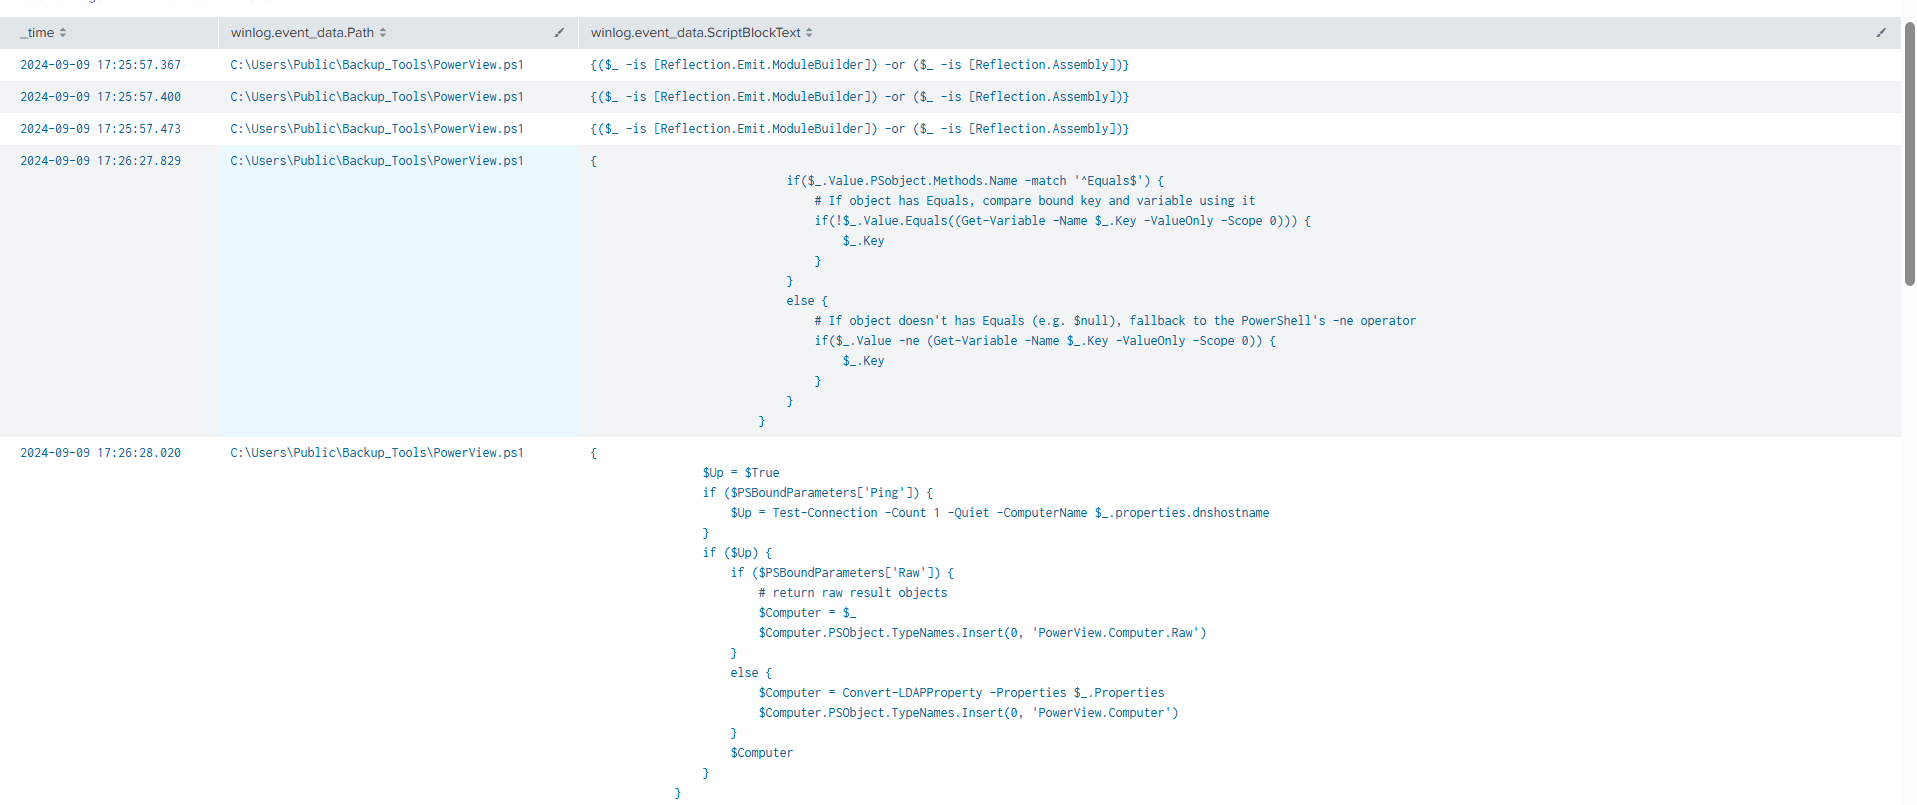 _time winlog.event_data.Path winlog.event_data.ScriptBlockText
2024-09-09 17:25:57.367 C:\Users\Public\Backup_Tools\PowerView.ps1 {($_ -is [Reflection.Emit.ModuleBuilder]) -or ($_ -is [Reflection.Assembly])}
2024-09-09 17:25:57.400 C:\Users\Public\Backup_Tools\PowerView.ps1 {($_ -is [Reflection.Emit.ModuleBuilder]) -or ($_ -is [Reflection.Assembly])}
2024-09-09 17:25:57.473 C:\Users\Public\Backup_Tools\PowerView.ps1 {($_ -is [Reflection.Emit.ModuleBuilder]) -or ($_ -is [Reflection.Assembly])}
2024-09-09 17:26:27.829 C:\Users\Public\Backup_Tools\PowerView.ps1 {
if($_.Value.PSobject.Methods.Name -match '^Equals$') {
# If object has Equals, compare bound key and variable using it
if(!$_.Value.Equals((Get-Variable -Name $_.Key -ValueOnly -Scope 0))) {
$_.Key
}
}
else {
# If object doesn't has Equals (e.g. $null), fallback to the PowerShell's -ne operator
if($_.Value -ne (Get-Variable -Name $_.Key -ValueOnly -Scope 0)) {
$_.Key
}
}
}
2024-09-09 17:26:28.020 C:\Users\Public\Backup_Tools\PowerView.ps1 {
$Up = $True
if ($PSBoundParameters['Ping']) {
$Up = Test-Connection -Count 1 -Quiet -ComputerName $_.properties.dnshostname
}
if ($Up) {
if ($PSBoundParameters['Raw']) {
# return raw result objects
$Computer = $_
$Computer.PSObject.TypeNames.Insert(0, 'PowerView.Computer.Raw')
}
else {
$Computer = Convert-LDAPProperty -Properties $_.Properties
$Computer.PSObject.TypeNames.Insert(0, 'PowerView.Computer')
}
$Computer
}
}